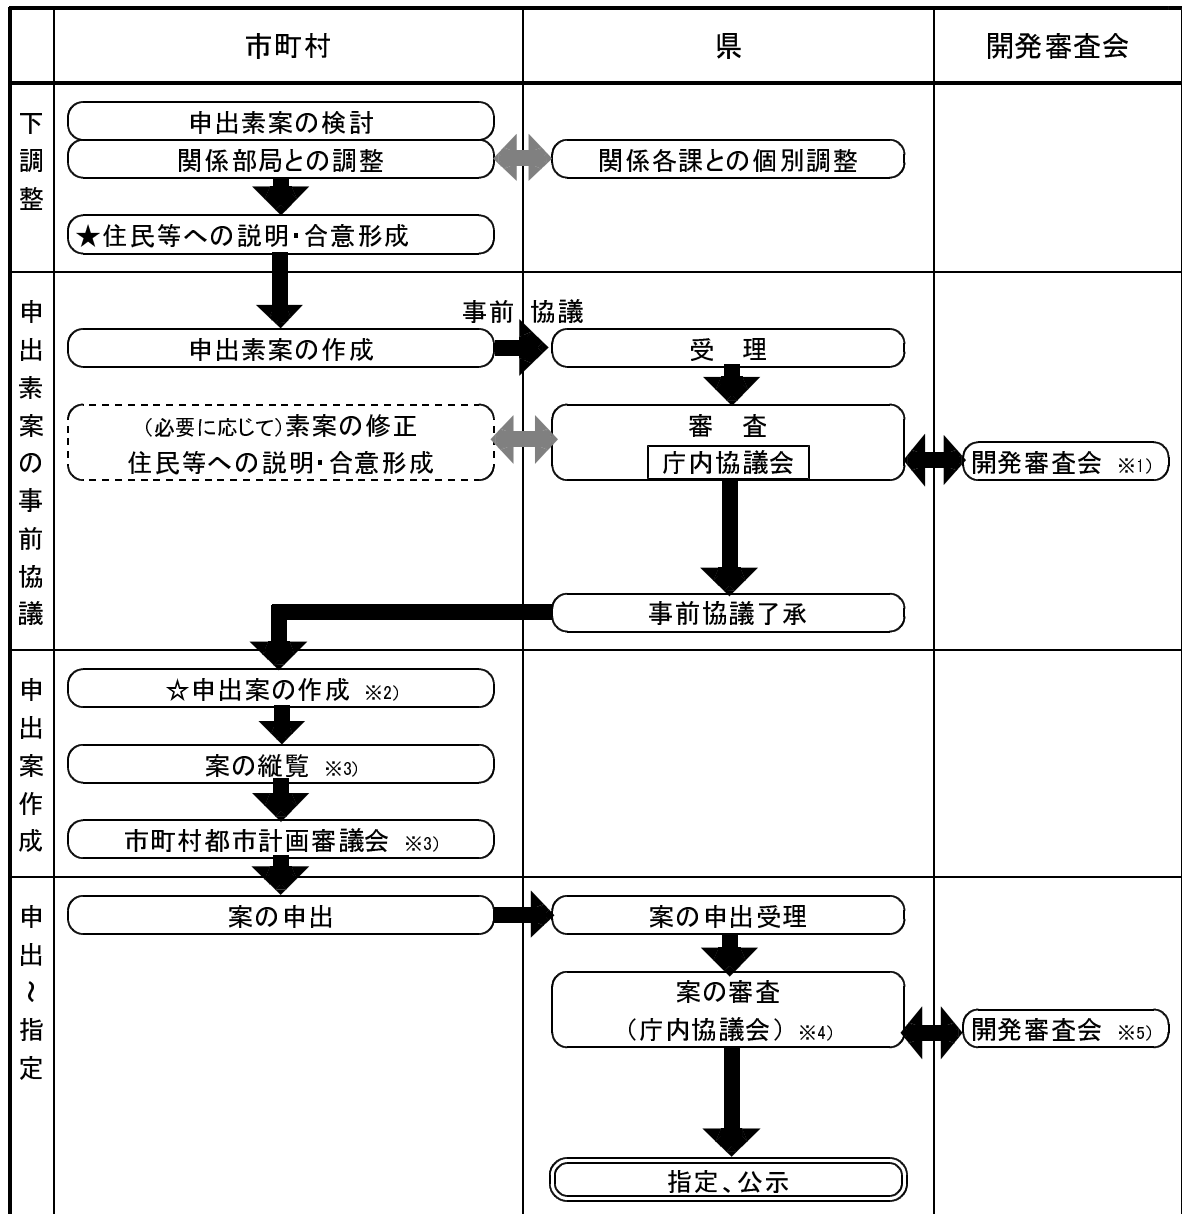 市町村
県
開発審査会
下調整
申出素案の検討
関係部局との調整
関係各課との個別調整
★住民等への説明・合意形成
申出素案の事前協議
事前 協議
申出素案の作成
受　理
(必要に応じて)素案の修正
住民等への説明・合意形成
審　査
庁内協議会
開発審査会 ※1)
事前協議了承
申出案作成
☆申出案の作成 ※2)
案の縦覧 ※3)
市町村都市計画審議会 ※3)
申出～指定
案の申出
案の申出受理
案の審査
(庁内協議会) ※4)
開発審査会 ※5)
指定、公示